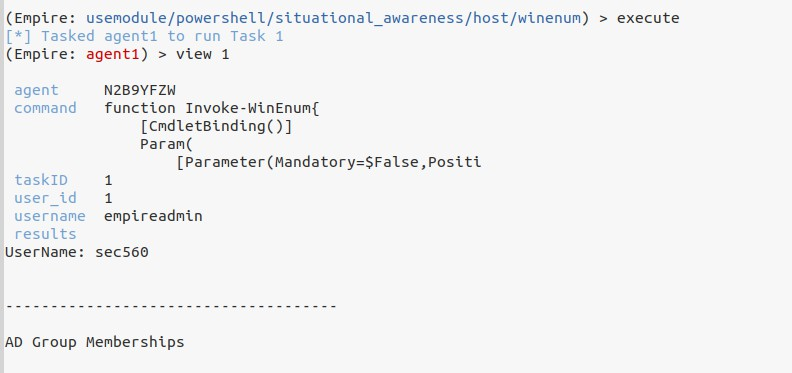 (Empire: usemodule/powershell/situational_awareness/host/winenum) > execute
[*] Tasked agent1 to run Task 1
(Empire: agent1) > view 1
agent N2B9YFZW
command function Invoke-WinEnum{
[CmdletBinding()]
Param(
[Parameter(Mandatory=$False,Positi
taskID 1
user_id 1
username empireadmin
results
UserName: sec560
-------------------------------------
AD Group Memberships